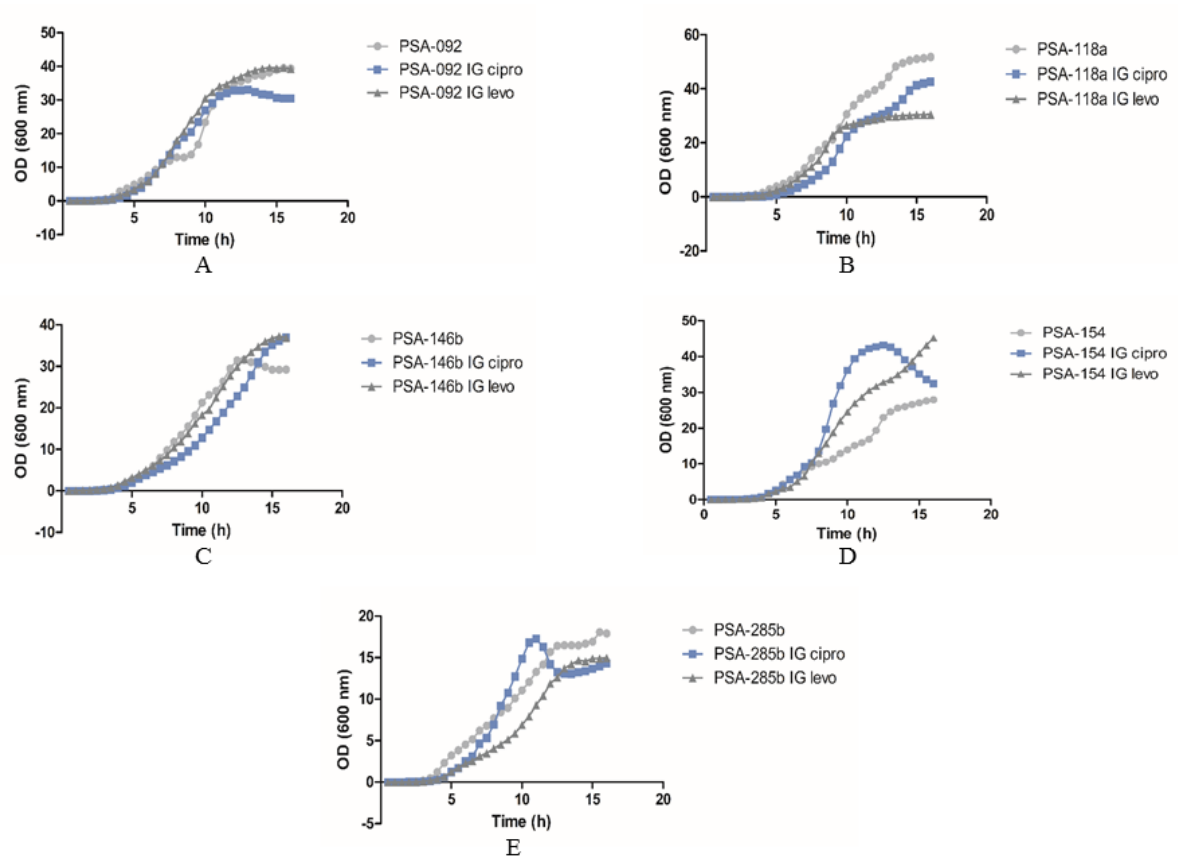 50
40
30
20
10
0
-10
OD (600 nm)
5
10
15
20
Time (h)
PSA-092
PSA-092 IG cipro
PSA-092 IG levo
A
60
40
20
0
-20
OD (600 nm)
5
10
15
20
Time (h)
PSA-118a
PSA-118a IG cipro
PSA-118a IG levo
B
40
30
20
10
0
-10
OD (600 nm)
5
10
15
20
Time (h)
PSA-146b
PSA-146b IG cipro
PSA-146b IG levo
C
50
40
30
20
10
0
OD (600 nm)
0
5
10
15
20
Time (h)
PSA-154
PSA-154 IG cipro
PSA-154 IG levo
D
20
15
10
5
0
-5
OD (600 nm)
5
10
15
20
Time (h)
PSA-285b
PSA-285b IG cipro
PSA-285b IG levo
E